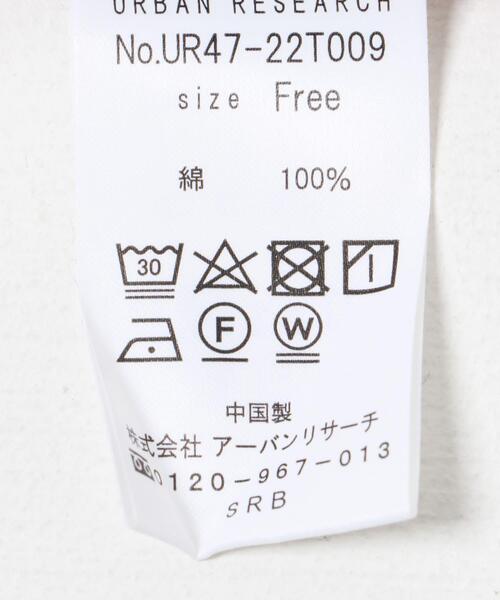 URBAN RESEARCH
No.UR47-22T009
size Free
綿 100%
30
F W
中国製
株式会社 アーバンリサーチ
0120-967-013
SRB